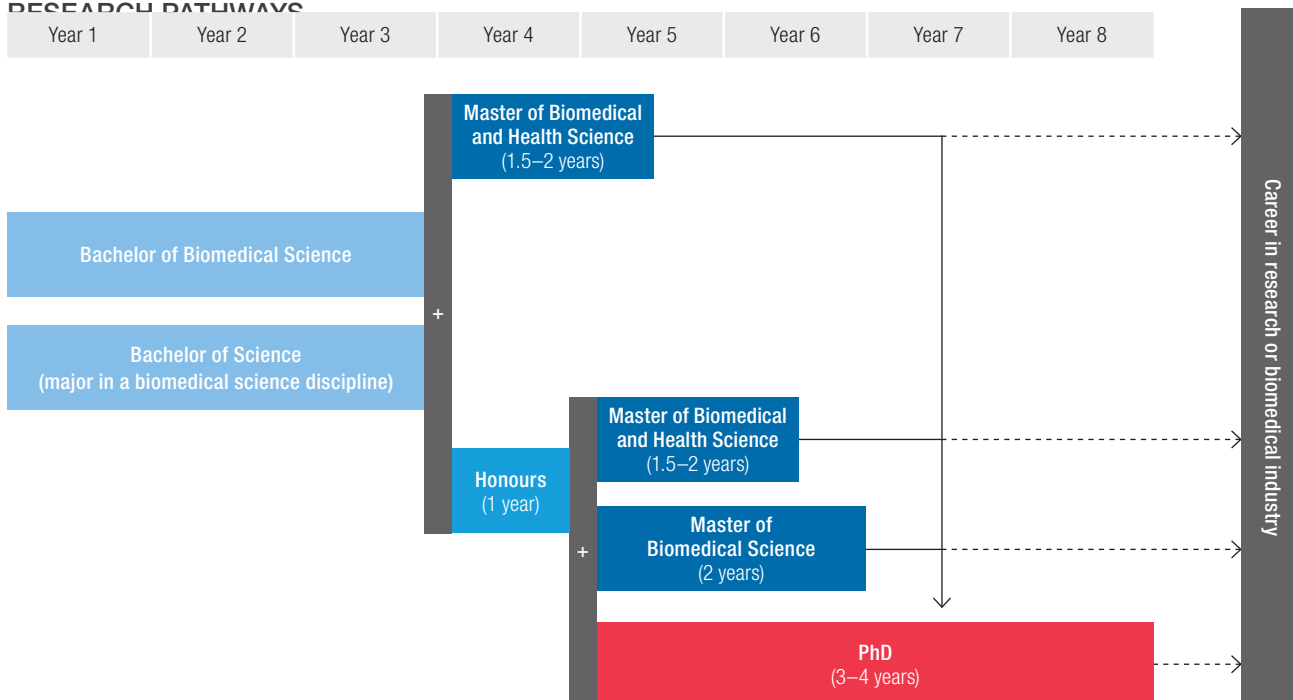 RESEARCH PATHWAYS
Year 1
Year 2
Year 3
Year 4
Year 5
Year 6
Year 7
Year 8
Master of Biomedical
and Health Science
(1.5–2 years)
Bachelor of Biomedical Science
+
Bachelor of Science
(major in a biomedical science discipline)
Honours
(1 year)
+
Master of Biomedical
and Health Science
(1.5–2 years)
Master of
Biomedical Science
(2 years)
PhD
(3–4 years)
Career in research or biomedical industry